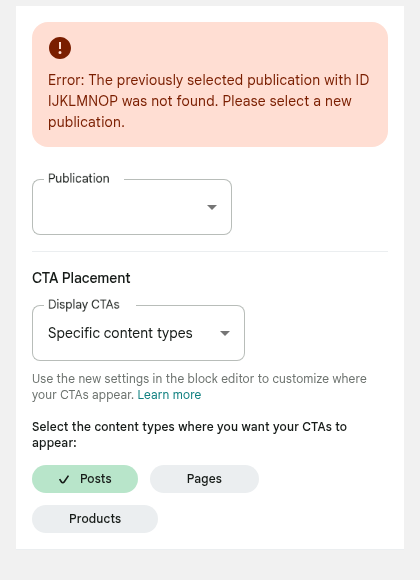 Error: The previously selected publication with ID
IJKLMNOP was not found. Please select a new
publication.
Publication
CTA Placement
Display CTAs
Specific content types
Use the new settings in the block editor to customize where
your CTAs appear. Learn more
Select the content types where you want your CTAs to
appear:
Posts
Pages
Products